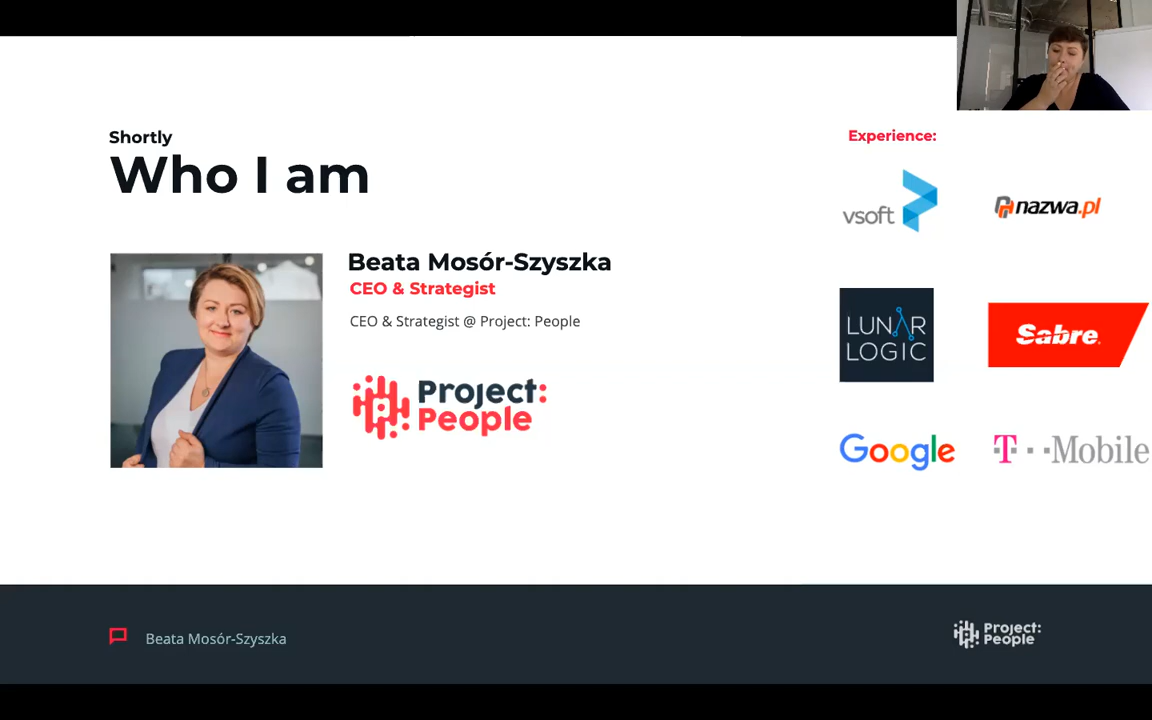 Shortly
Who I am
Beata Mosór-Szyszka
CEO & Strategist
CEO & Strategist @ Project: People
Project:
People
Experience:
vsoft
nazwa.pl
LUNAR
LOGIC
Sabre
Google
T··Mobile
Beata Mosór-Szyszka
Project:
People